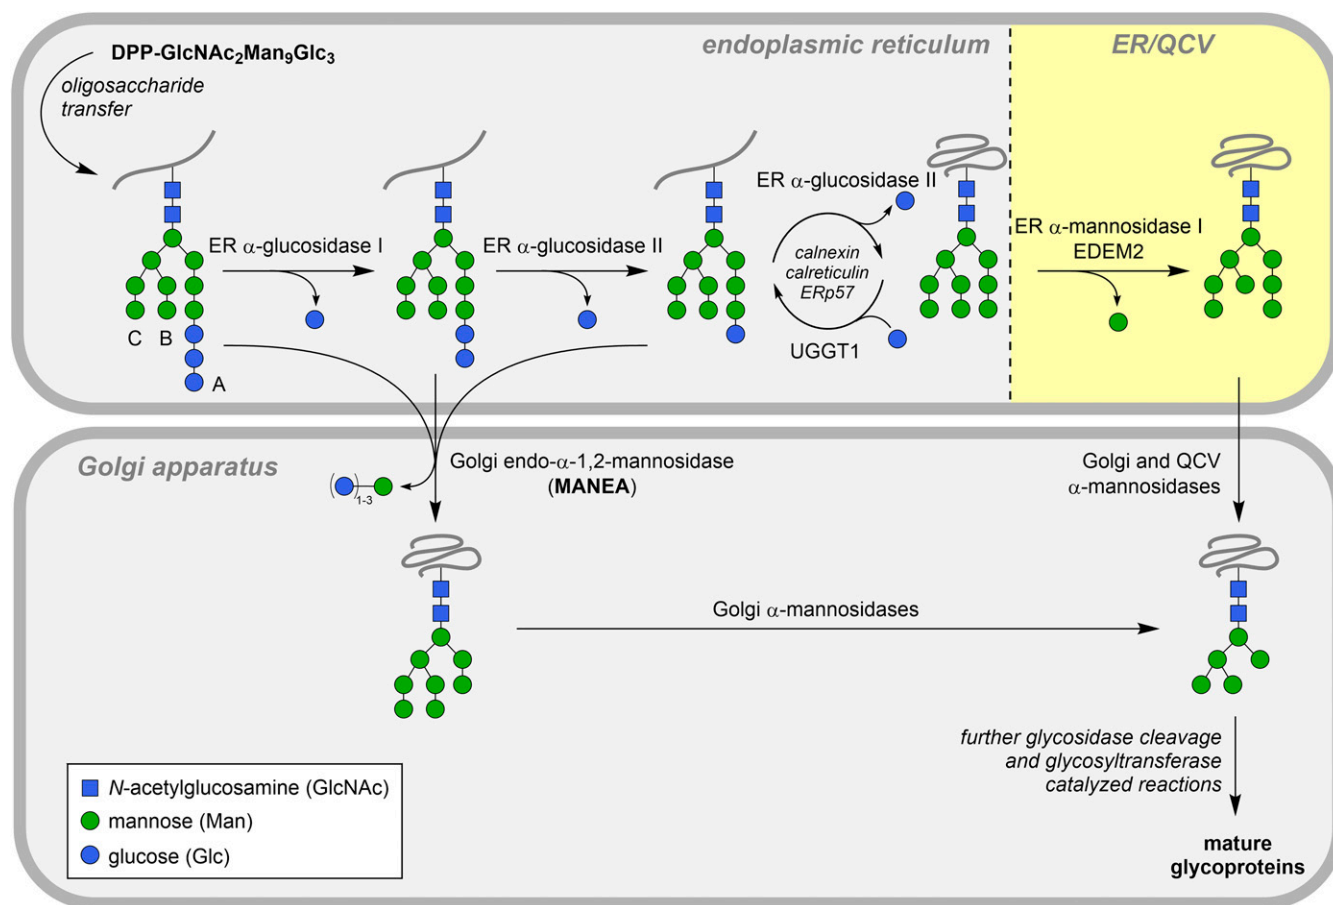 DPP-GlcNAc₂Man₉Glc₃
oligosaccharide
transfer
endoplasmic reticulum
ER/QCV
ER α-glucosidase I
ER α-glucosidase II
ER α-glucosidase II
calnexin
calreticulin
ERp57
UGGT1
ER α-mannosidase I
EDEM2
C
B
A
Golgi apparatus
( )1-3
Golgi endo-α-1,2-mannosidase
(MANEA)
Golgi and QCV
α-mannosidases
Golgi α-mannosidases
further glycosidase cleavage
and glycosyltransferase
catalyzed reactions
mature
glycoproteins
N-acetylglucosamine (GlcNAc)
mannose (Man)
glucose (Glc)